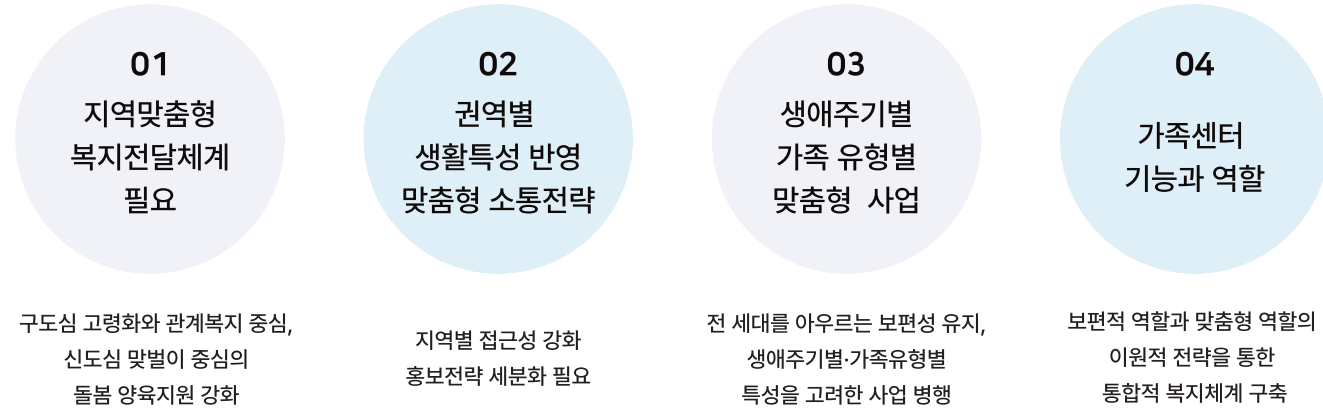 01
지역맞춤형
복지전달체계
필요
구도심 고령화와 관계복지 중심,
신도심 맞벌이 중심의
돌봄 양육지원 강화
02
권역별
생활특성 반영
맞춤형 소통전략
지역별 접근성 강화
홍보전략 세분화 필요
03
생애주기별
가족 유형별
맞춤형 사업
전 세대를 아우르는 보편성 유지,
생애주기별·가족유형별
특성을 고려한 사업 병행
04
가족센터
기능과 역할
보편적 역할과 맞춤형 역할의
이원적 전략을 통한
통합적 복지체계 구축